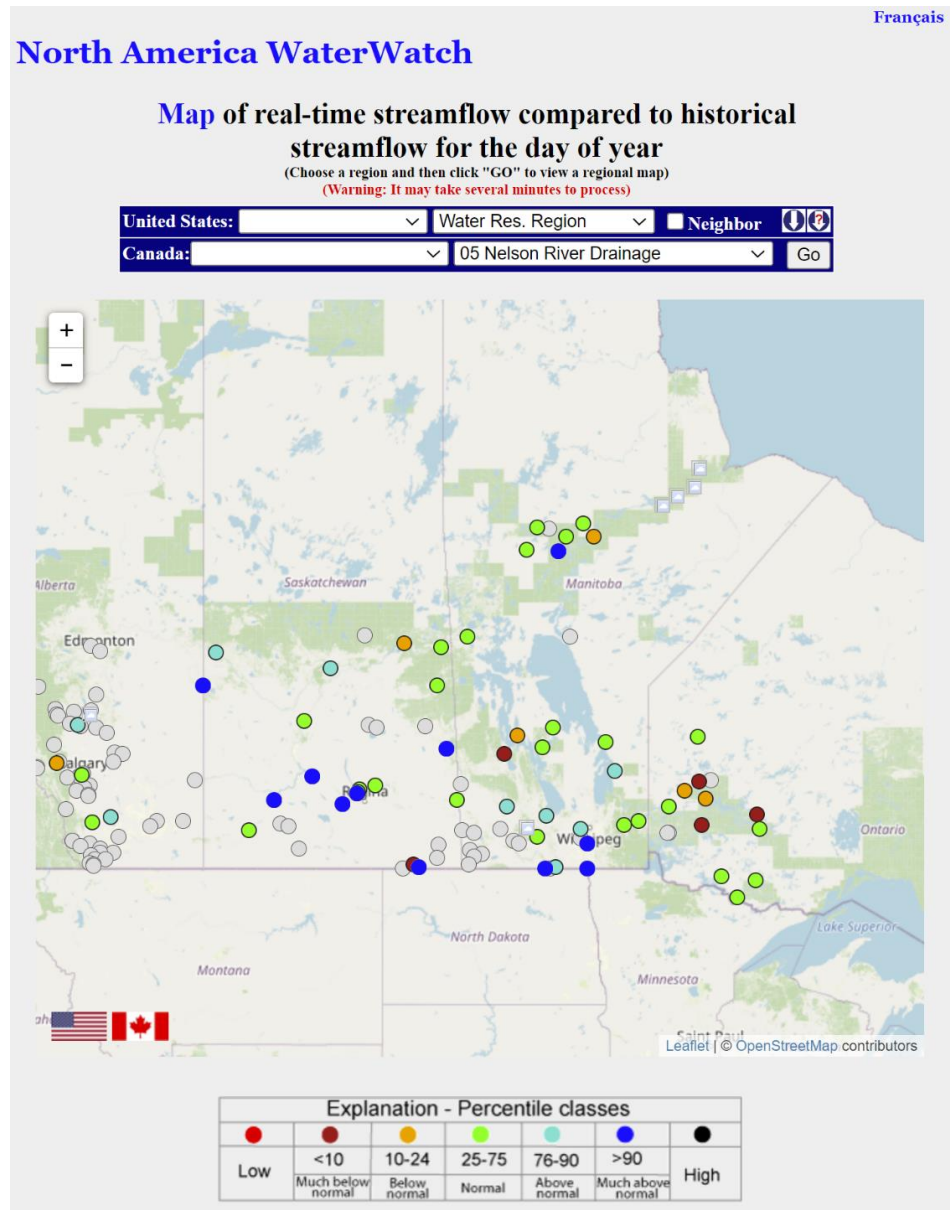 Français
North America WaterWatch
Map of real-time streamflow compared to historical
streamflow for the day of year
(Choose a region and then click "GO" to view a regional map)
(Warning: It may take several minutes to process)
United States: Water Res. Region Neighbor ?
Canada: 05 Nelson River Drainage Go
+
−
Saskatchewan
Manitoba
Alberta
Edmonton
Ontario
Lake Superior
North Dakota
Montana
Minnesota
Saint Paul
Leaflet | © OpenStreetMap contributors
Explanation - Percentile classes
Low <10 10-24 25-75 76-90 >90 High
Much below normal Below normal Normal Above normal Much above normal